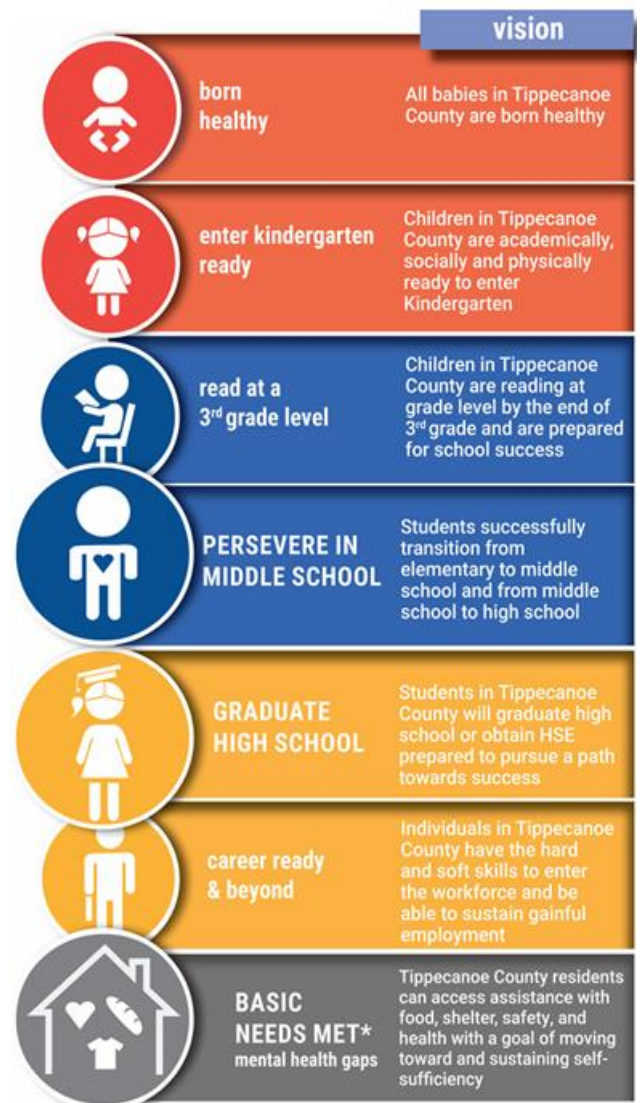 vision
born
healthy
All babies in Tippecanoe
County are born healthy
enter kindergarten
ready
Children in Tippecanoe
County are academically,
socially and physically
ready to enter
Kindergarten
read at a
3rd grade level
Children in Tippecanoe
County are reading at
grade level by the end of
3rd grade and are prepared
for school success
PERSEVERE IN
MIDDLE SCHOOL
Students successfully
transition from
elementary to middle
school and from middle
school to high school
GRADUATE
HIGH SCHOOL
Students in Tippecanoe
County will graduate high
school or obtain HSE
prepared to pursue a path
towards success
career ready
& beyond
Individuals in Tippecanoe
County have the hard
and soft skills to enter
the workforce and be
able to sustain gainful
employment
BASIC
NEEDS MET*
mental health gaps
Tippecanoe County residents
can access assistance with
food, shelter, safety, and
health with a goal of moving
toward and sustaining self-
sufficiency